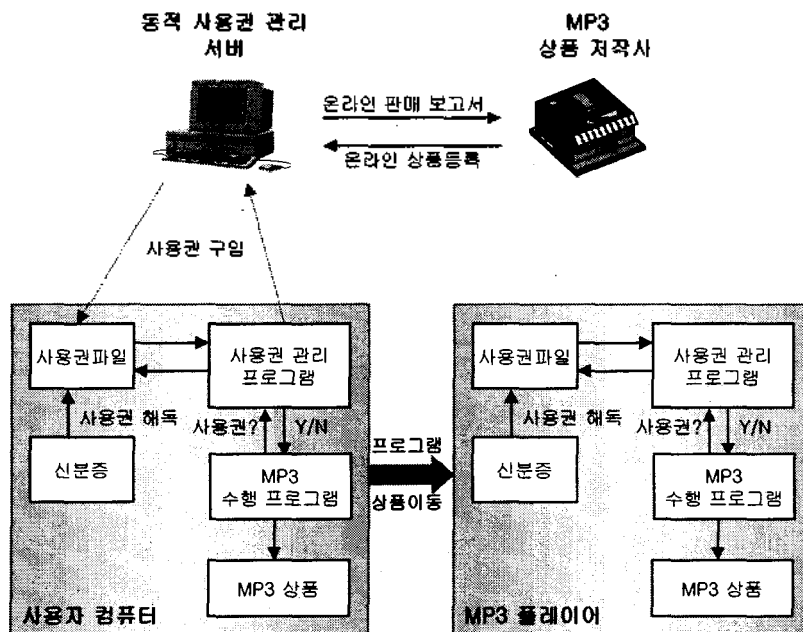 동적 사용권 관리
서버
MP3
상품 저작사
온라인 판매 보고서
온라인 상품등록
사용권 구입
사용권파일
사용권 관리
프로그램
사용권 해독
사용권?
Y/N
신분증
MP3
수행 프로그램
MP3 상품
사용자 컴퓨터
프로그램
상품이동
사용권파일
사용권 관리
프로그램
사용권 해독
사용권?
Y/N
신분증
MP3
수행 프로그램
MP3 상품
MP3 플레이어